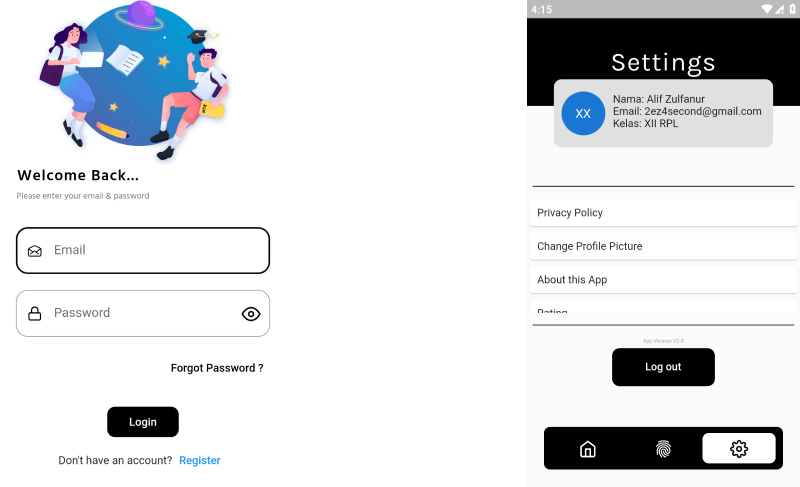 Welcome Back...
Please enter your email & password
Email
Password
Forgot Password ?
Login
Don't have an account? Register
4:15
Settings
XX
Nama: Alif Zulfanur
Email: 2ez4second@gmail.com
Kelas: XII RPL
Privacy Policy
Change Profile Picture
About this App
Rating
App Version V2.0
Log out